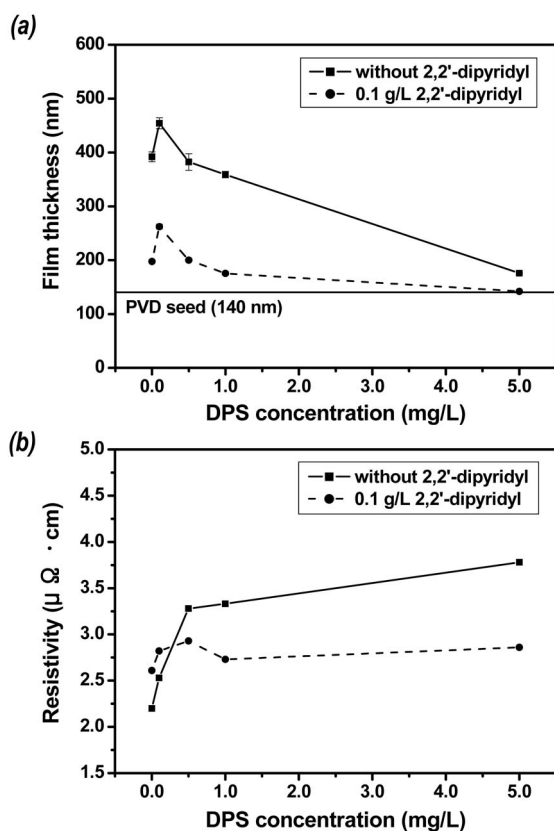 (a)
600
500
400
300
200
100
0
Film thickness (nm)
without 2,2'-dipyridyl
0.1 g/L 2,2'-dipyridyl
PVD seed (140 nm)
0.0 1.0 2.0 3.0 4.0 5.0
DPS concentration (mg/L)
(b)
5.0
4.5
4.0
3.5
3.0
2.5
2.0
1.5
Resistivity (μ Ω · cm)
without 2,2'-dipyridyl
0.1 g/L 2,2'-dipyridyl
0.0 1.0 2.0 3.0 4.0 5.0
DPS concentration (mg/L)